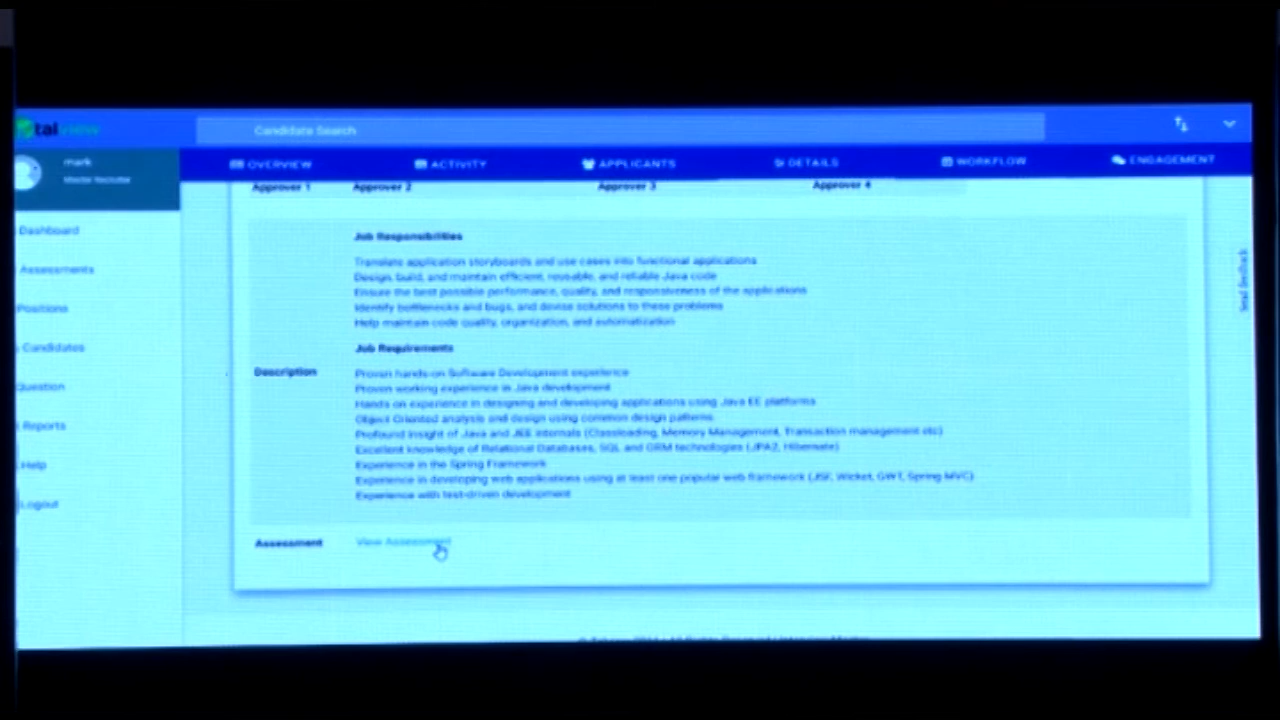 talview
Candidate Search
mark
Master Recruiter
OVERVIEW
ACTIVITY
APPLICANTS
DETAILS
WORKFLOW
ENGAGEMENT
Dashboard
Assessments
Positions
Candidates
Question
Reports
Help
Logout
Approver 1
Approver 2
Approver 3
Approver 4
Job Responsibilities
Translate application storyboards and use cases into functional applications
Design, build, and maintain efficient, reusable, and reliable Java code
Ensure the best possible performance, quality, and responsiveness of the applications
Identify bottlenecks and bugs, and devise solutions to these problems
Help maintain code quality, organization, and automatization
Job Requirements
Description
Proven hands-on Software Development experience
Proven working experience in Java development
Hands on experience in designing and developing applications using Java EE platforms
Object Oriented analysis and design using common design patterns.
Profound insight of Java and JEE internals (Classloading, Memory Management, Transaction management etc)
Excellent knowledge of Relational Databases, SQL and ORM technologies (JPA2, Hibernate)
Experience in the Spring Framework
Experience in developing web applications using at least one popular web framework (JSF, Wicket, GWT, Spring MVC)
Experience with test-driven development
Assessment
View Assessment
Send feedback